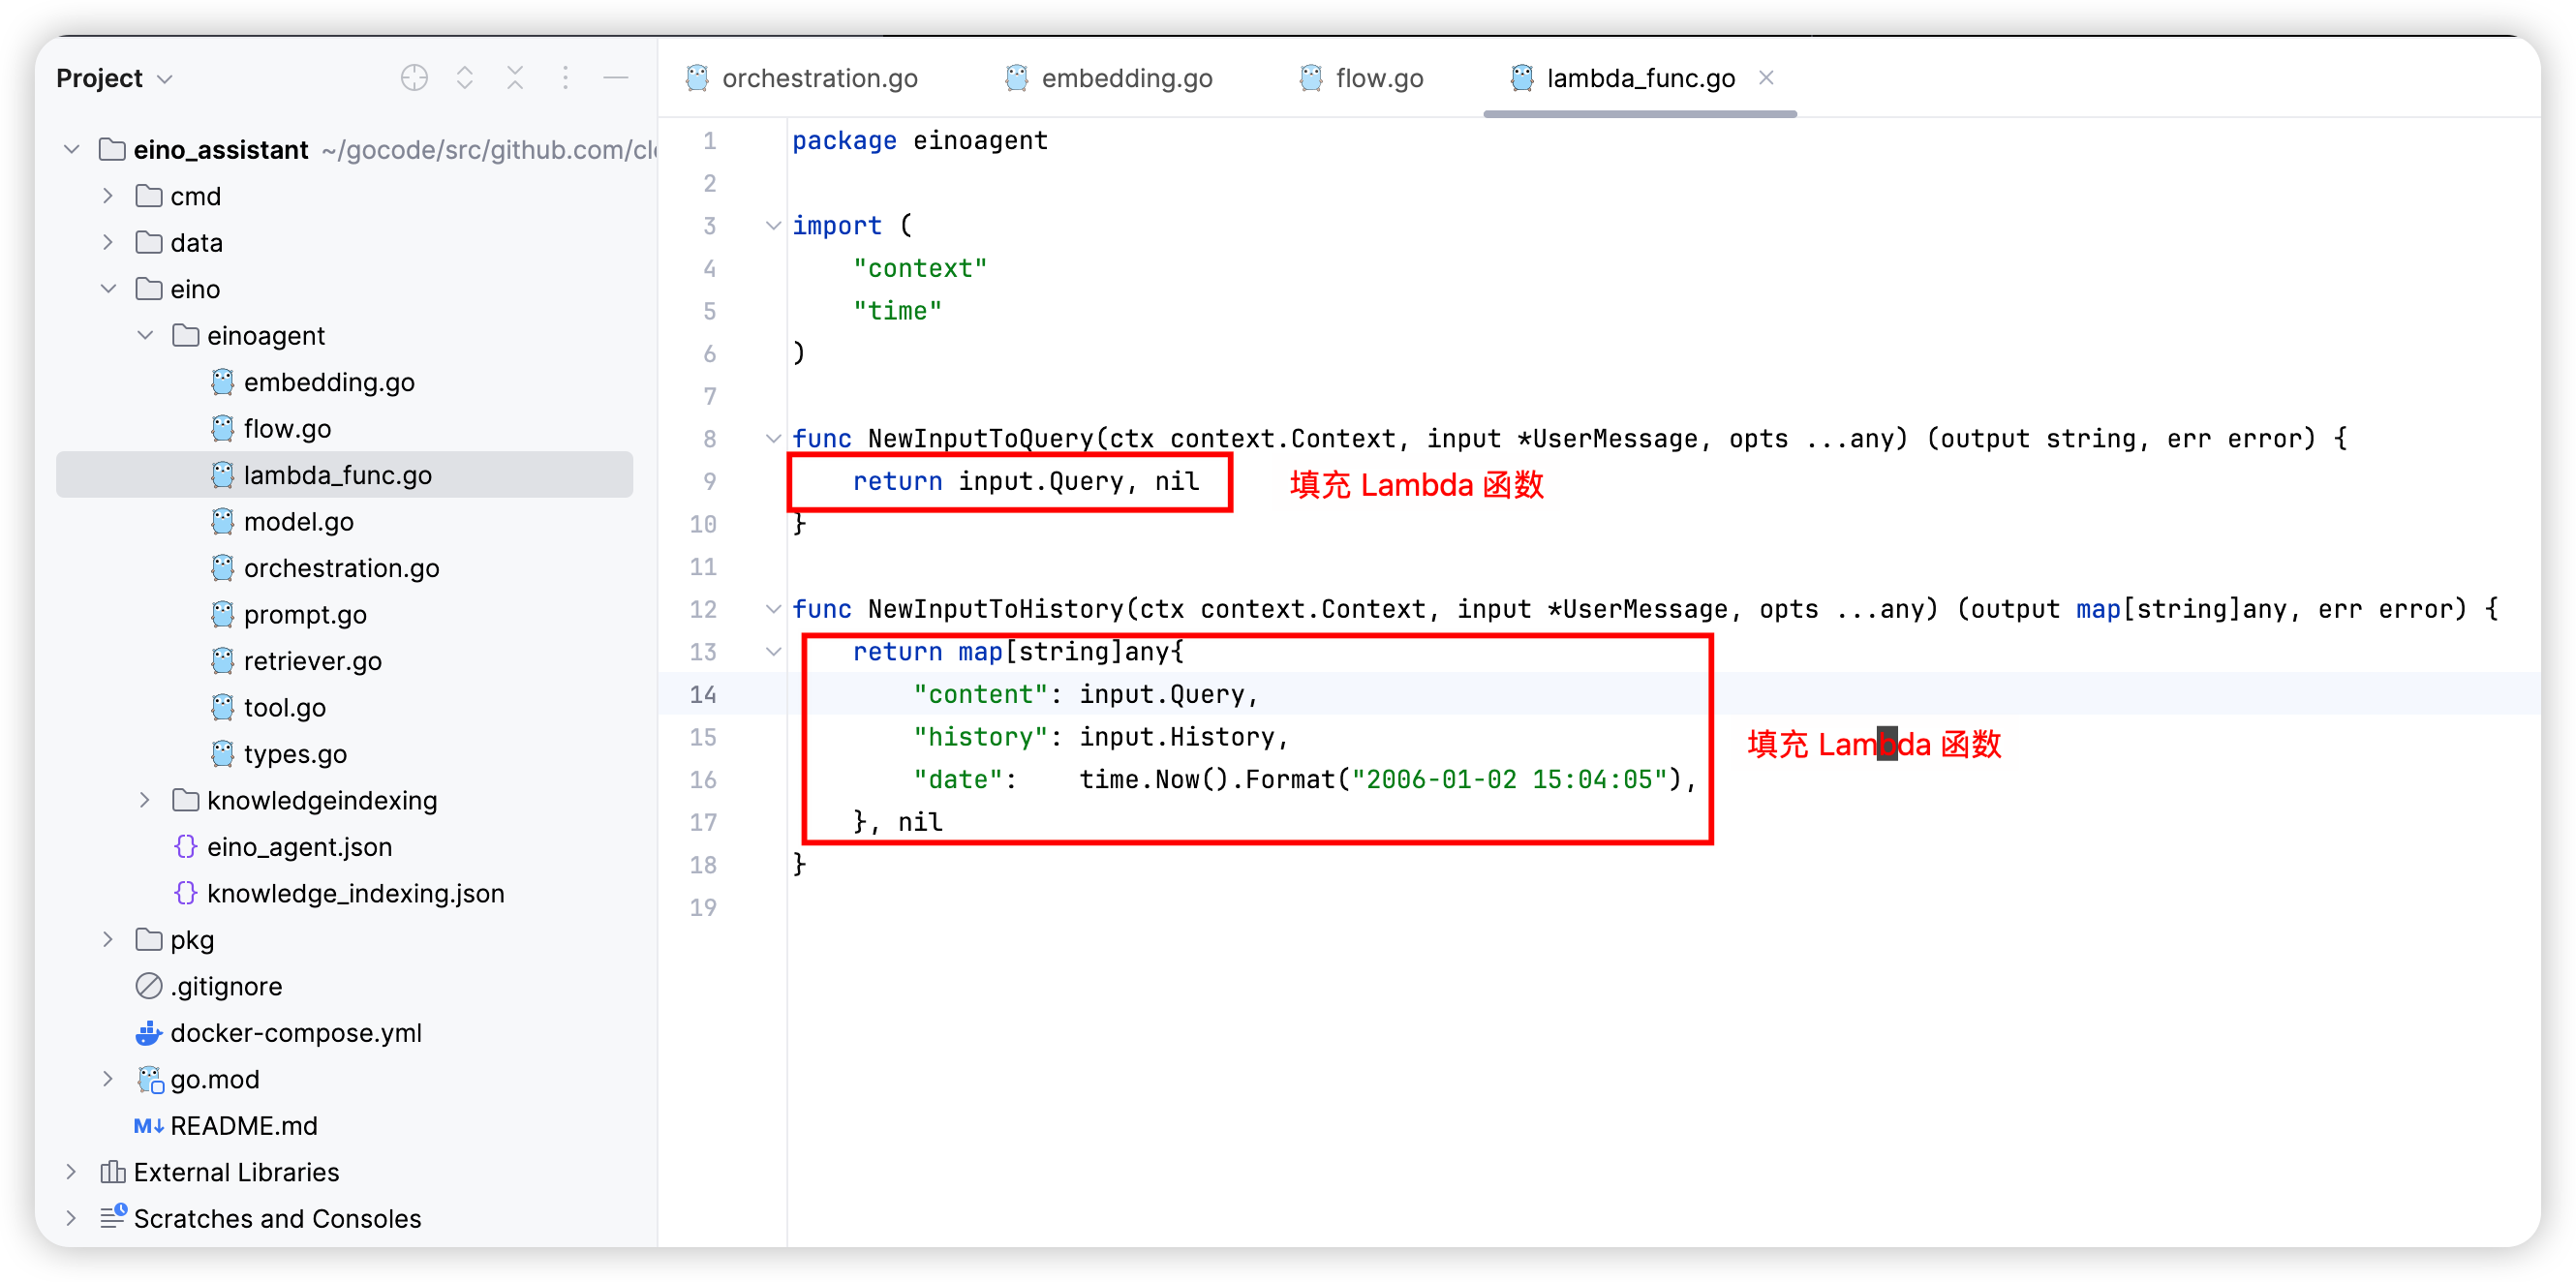 Project
orchestration.go
embedding.go
flow.go
lambda_func.go
eino_assistant ~/gocode/src/github.com/cl
cmd
data
eino
einoagent
embedding.go
flow.go
lambda_func.go
model.go
orchestration.go
prompt.go
retriever.go
tool.go
types.go
knowledgeindexing
eino_agent.json
knowledge_indexing.json
pkg
.gitignore
docker-compose.yml
go.mod
README.md
External Libraries
Scratches and Consoles
1 package einoagent
2
3 import (
4 "context"
5 "time"
6 )
7
8 func NewInputToQuery(ctx context.Context, input *UserMessage, opts ...any) (output string, err error) {
9 return input.Query, nil
填充 Lambda 函数
10 }
11
12 func NewInputToHistory(ctx context.Context, input *UserMessage, opts ...any) (output map[string]any, err error) {
13 return map[string]any{
14 "content": input.Query,
15 "history": input.History,
填充 Lambda 函数
16 "date": time.Now().Format("2006-01-02 15:04:05"),
17 }, nil
18 }
19